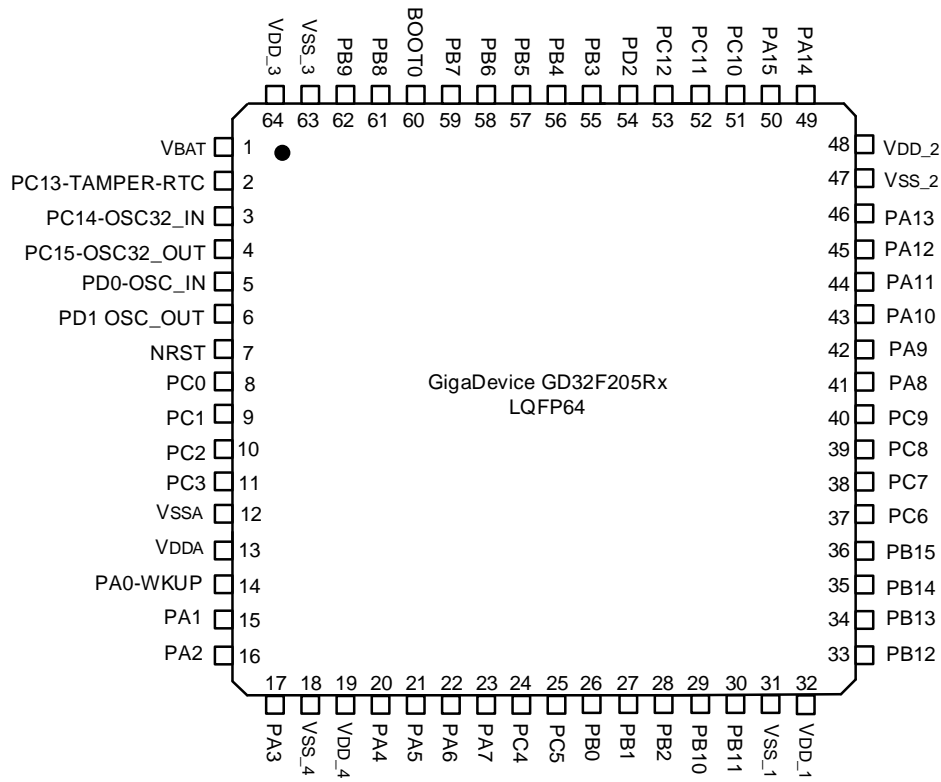 VDD_3
VSS_3
PB9
PB8
BOOT0
PB7
PB6
PB5
PB4
PB3
PD2
PC12
PC11
PC10
PA15
PA14
64 63 62 61 60 59 58 57 56 55 54 53 52 51 50 49
VBAT 1
PC13-TAMPER-RTC 2
PC14-OSC32_IN 3
PC15-OSC32_OUT 4
PD0-OSC_IN 5
PD1 OSC_OUT 6
NRST 7
PC0 8
PC1 9
PC2 10
PC3 11
VSSA 12
VDDA 13
PA0-WKUP 14
PA1 15
PA2 16
GigaDevice GD32F205Rx
LQFP64
48 VDD_2
47 VSS_2
46 PA13
45 PA12
44 PA11
43 PA10
42 PA9
41 PA8
40 PC9
39 PC8
38 PC7
37 PC6
36 PB15
35 PB14
34 PB13
33 PB12
17 18 19 20 21 22 23 24 25 26 27 28 29 30 31 32
PA3
VSS_4
VDD_4
PA4
PA5
PA6
PA7
PC4
PC5
PB0
PB1
PB2
PB10
PB11
VSS_1
VDD_1